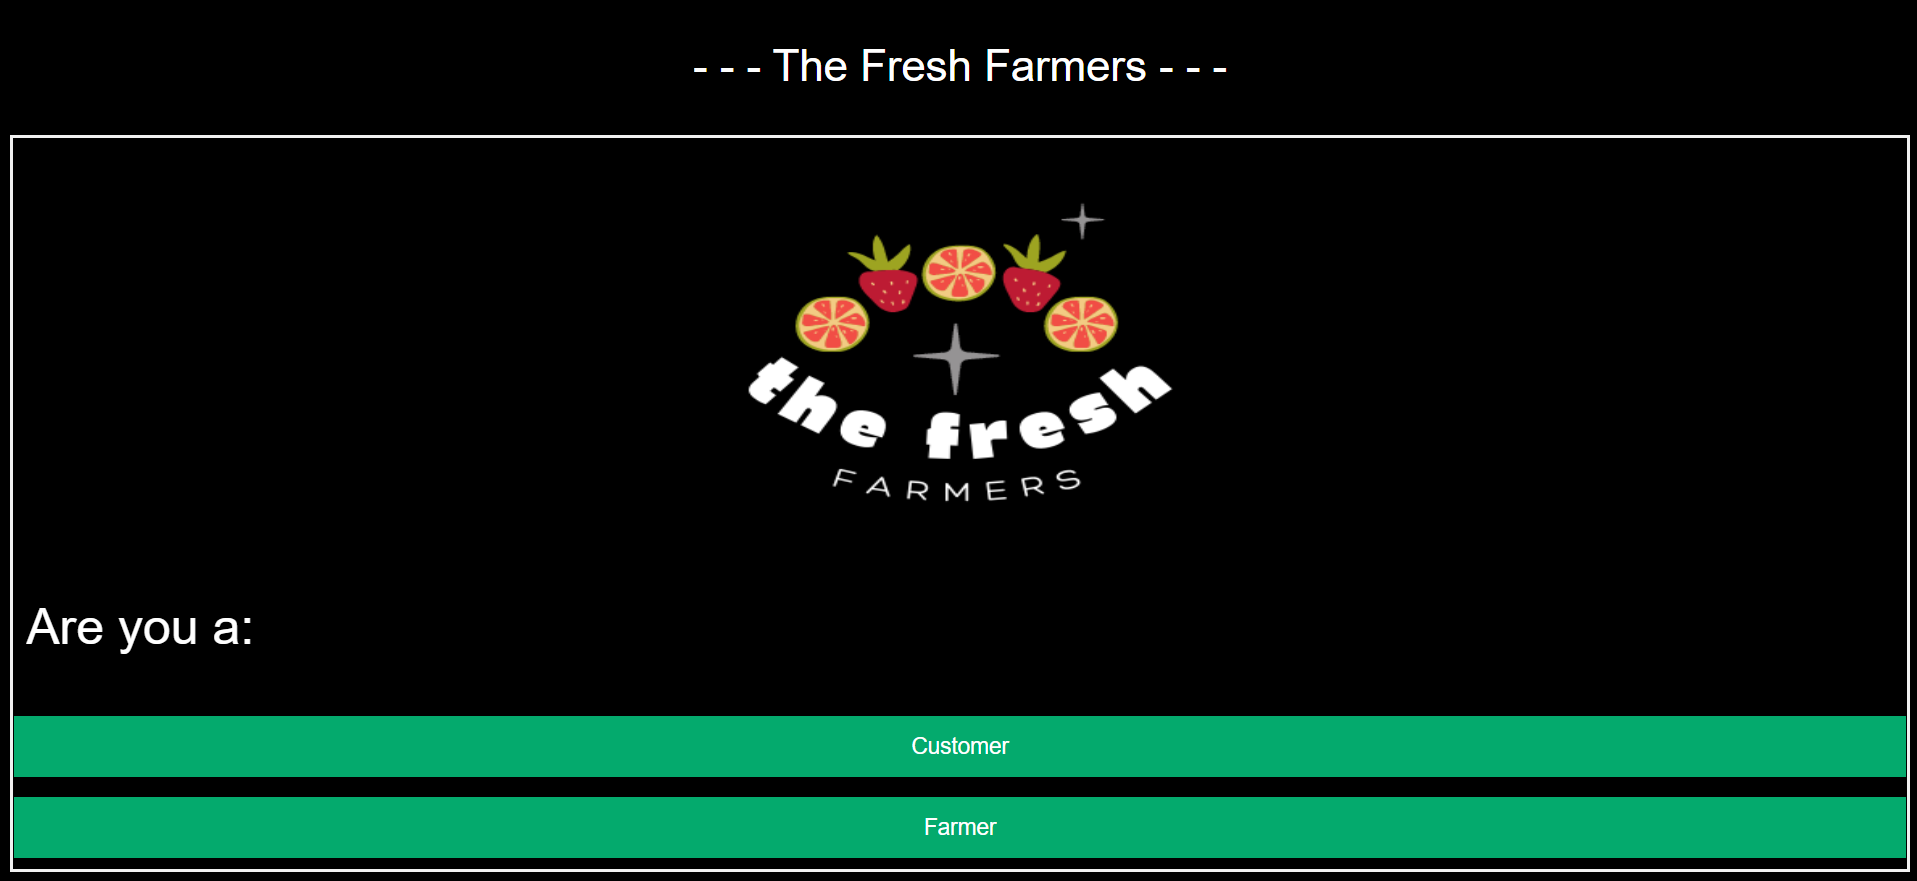 - - - The Fresh Farmers - - -
the fresh
FARMERS
Are you a:
Customer
Farmer